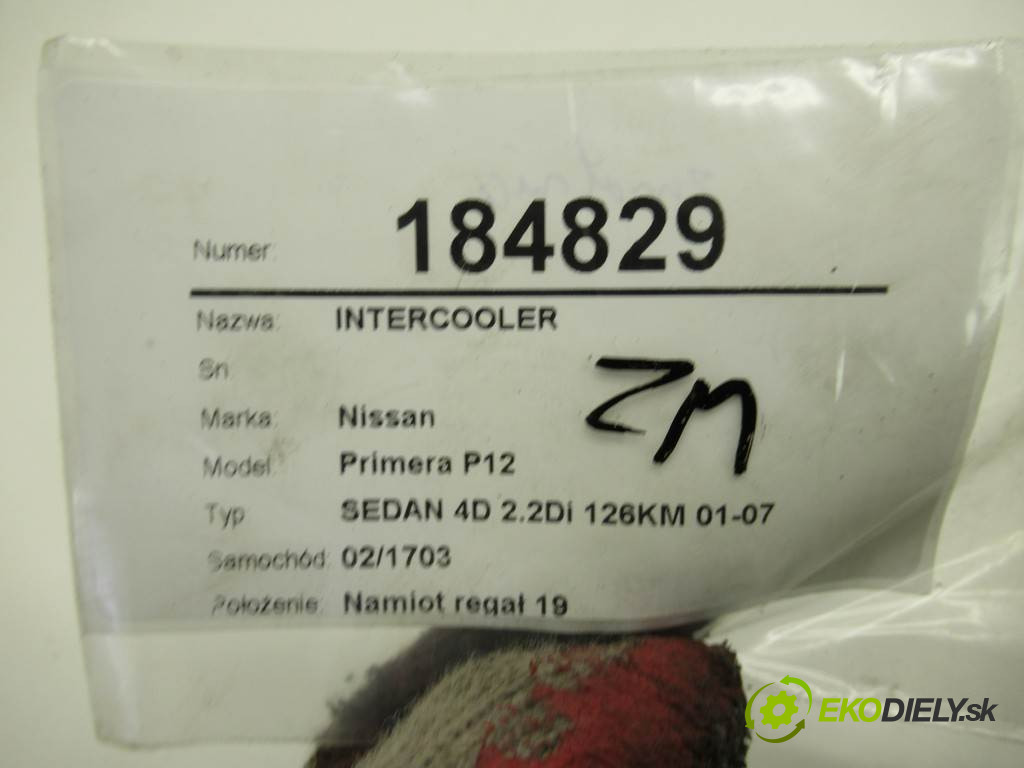 Numer: 184829
Nazwa: INTERCOOLER
Sn
Marka: Nissan
Model: Primera P12
Typ SEDAN 4D 2.2Di 126KM 01-07
Samochód: 02/1703
Położenie: Namiot regał 19
ZM
EKODIELY.sk